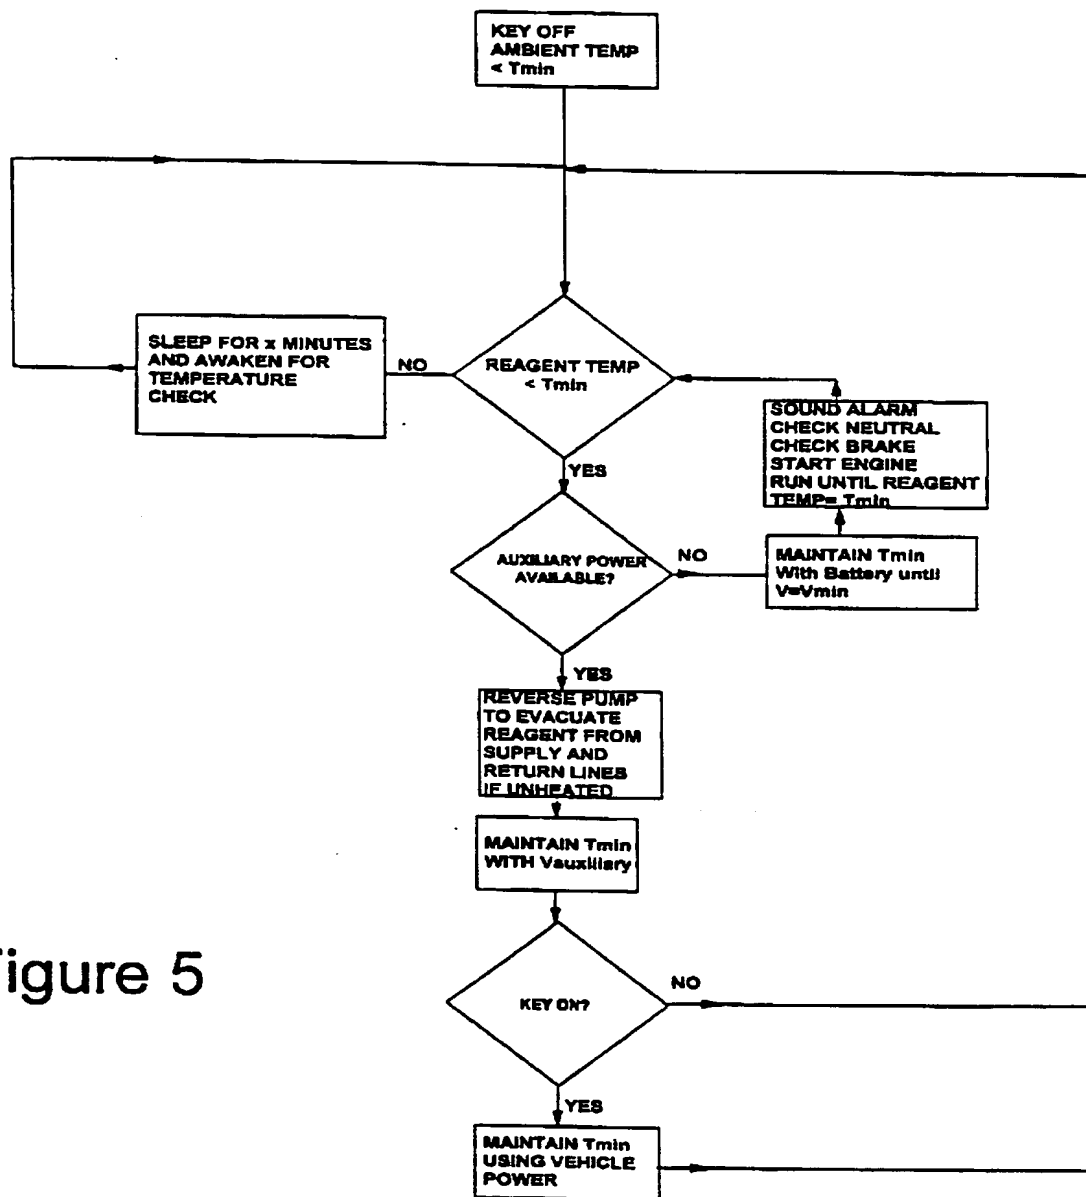 KEY OFF
AMBIENT TEMP
< Tmin
SLEEP FOR x MINUTES
AND AWAKEN FOR
TEMPERATURE
CHECK
NO
REAGENT TEMP
< Tmin
SOUND ALARM
CHECK NEUTRAL
CHECK BRAKE
START ENGINE
RUN UNTIL REAGENT
TEMP= Tmin
YES
AUXILIARY POWER
AVAILABLE?
NO
MAINTAIN Tmin
With Battery until
V=Vmin
YES
REVERSE PUMP
TO EVACUATE
REAGENT FROM
SUPPLY AND
RETURN LINES
IF UNHEATED
MAINTAIN Tmin
WITH Vauxiliary
igure 5
KEY ON?
NO
YES
MAINTAIN Tmin
USING VEHICLE
POWER